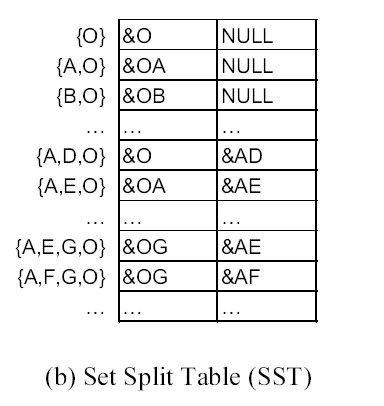 {O} &O NULL
{A,O} &OA NULL
{B,O} &OB NULL
... ... ...
{A,D,O} &O &AD
{A,E,O} &OA &AE
... ... ...
{A,E,G,O} &OG &AE
{A,F,G,O} &OG &AF
... ... ...
(b) Set Split Table (SST)